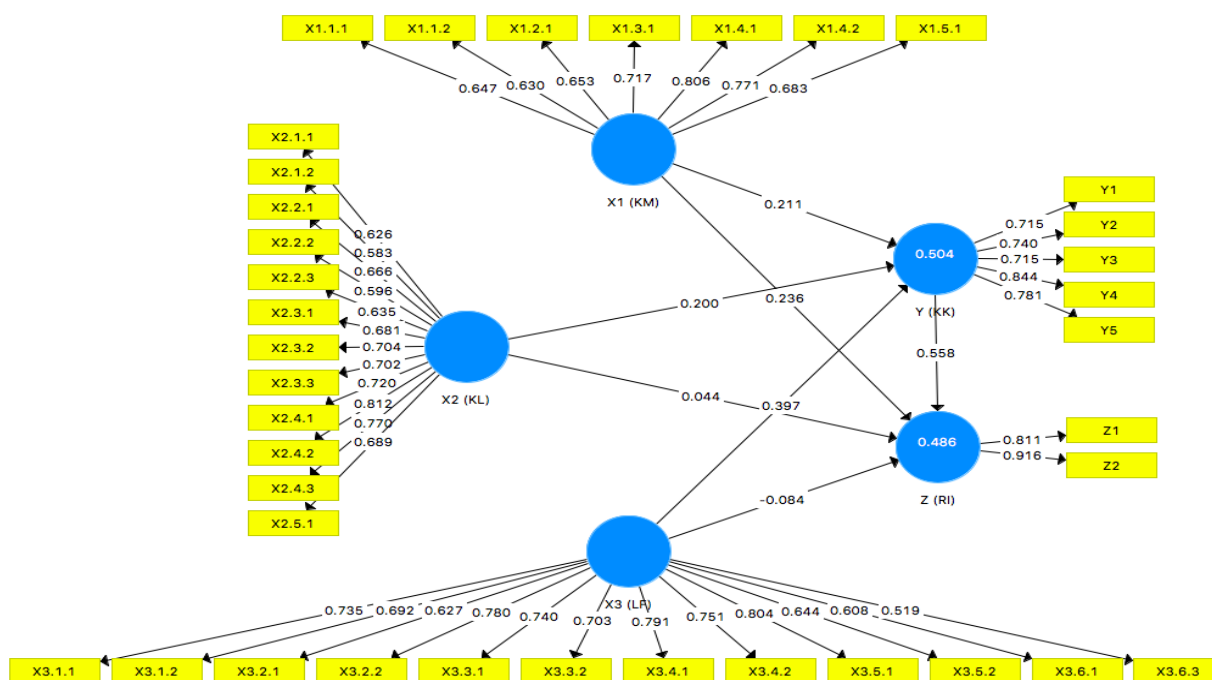 X1.1.1 X1.1.2 X1.2.1 X1.3.1 X1.4.1 X1.4.2 X1.5.1
0.647 0.630 0.653 0.717 0.806 0.771 0.683
X1 (KM)
X2.1.1
X2.1.2
X2.2.1
X2.2.2
X2.2.3
X2.3.1
X2.3.2
X2.3.3
X2.4.1
X2.4.2
X2.4.3
X2.5.1
0.626
0.583
0.666
0.596
0.635
0.681
0.704
0.702
0.720
0.812
0.770
0.689
X2 (KL)
0.211
0.200
0.236
0.044
0.397
-0.084
0.504
Y (KK)
0.715
0.740
0.715
0.844
0.781
Y1
Y2
Y3
Y4
Y5
0.558
0.486
Z (RI)
0.811
0.916
Z1
Z2
X3 (LF)
0.735 0.692 0.627 0.780 0.740 0.703 0.791 0.751 0.804 0.644 0.608 0.519
X3.1.1 X3.1.2 X3.2.1 X3.2.2 X3.3.1 X3.3.2 X3.4.1 X3.4.2 X3.5.1 X3.5.2 X3.6.1 X3.6.3